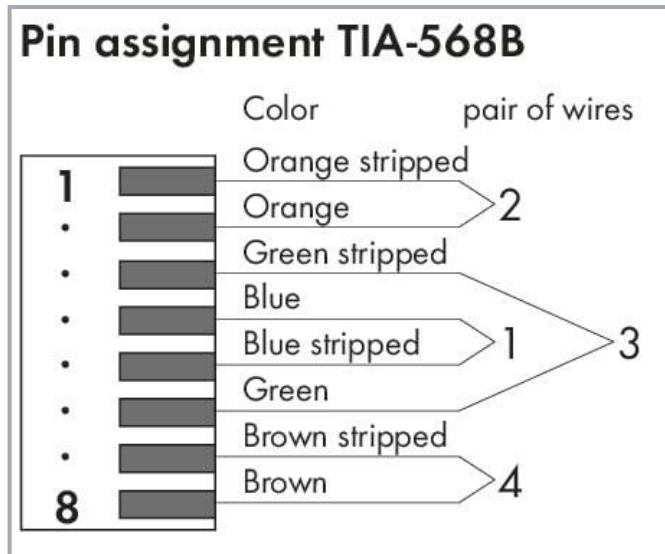 Pin assignment TIA-568B
Color pair of wires
1 Orange stripped
Orange 2
Green stripped
Blue
Blue stripped 1 3
Green
Brown stripped
8 Brown 4